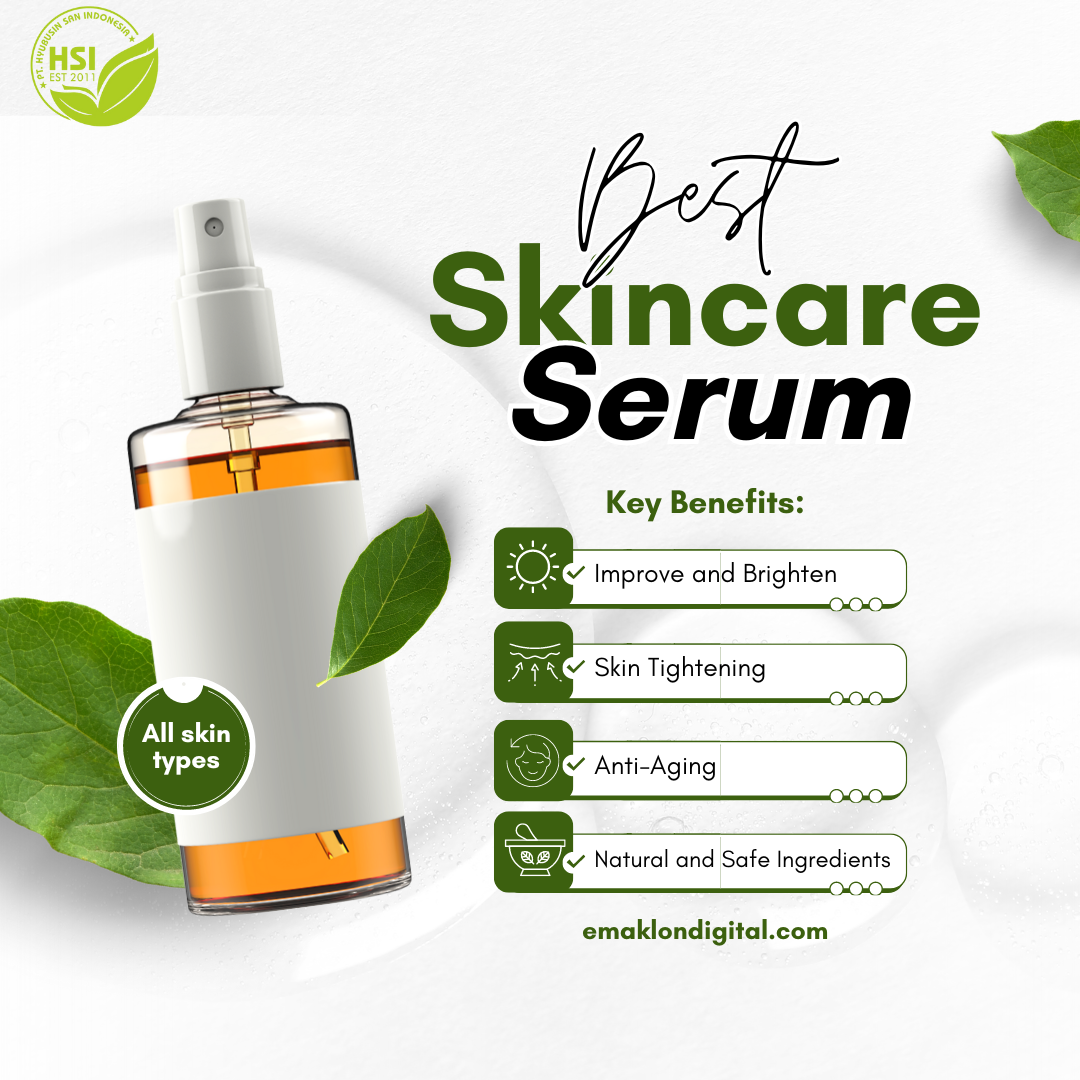 PT. HYUBUSIN SAN INDONESIA
HSI
EST 2011
Best
Skincare
Serum
Key Benefits:
Improve and Brighten
Skin Tightening
Anti-Aging
Natural and Safe Ingredients
All skin
types
emaklondigital.com